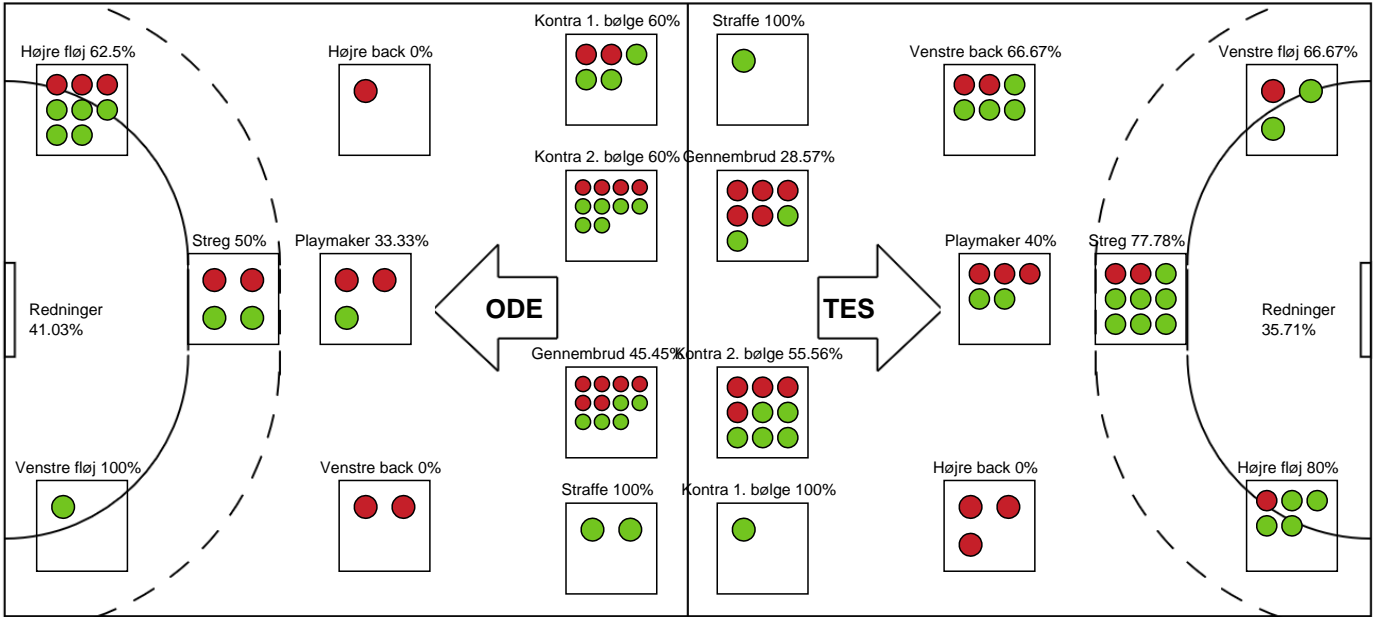 Kontra 1. bølge 60%
Straffe 100%
Højre fløj 62.5%
Højre back 0%
Venstre back 66.67%
Venstre fløj 66.67%
Kontra 2. bølge 60%
Gennembrud 28.57%
Streg 50%
Playmaker 33.33%
Playmaker 40%
Streg 77.78%
Redninger
41.03%
ODE
TES
Redninger
35.71%
Gennembrud 45.45%
Kontra 2. bølge 55.56%
Venstre fløj 100%
Venstre back 0%
Straffe 100%
Kontra 1. bølge 100%
Højre back 0%
Højre fløj 80%